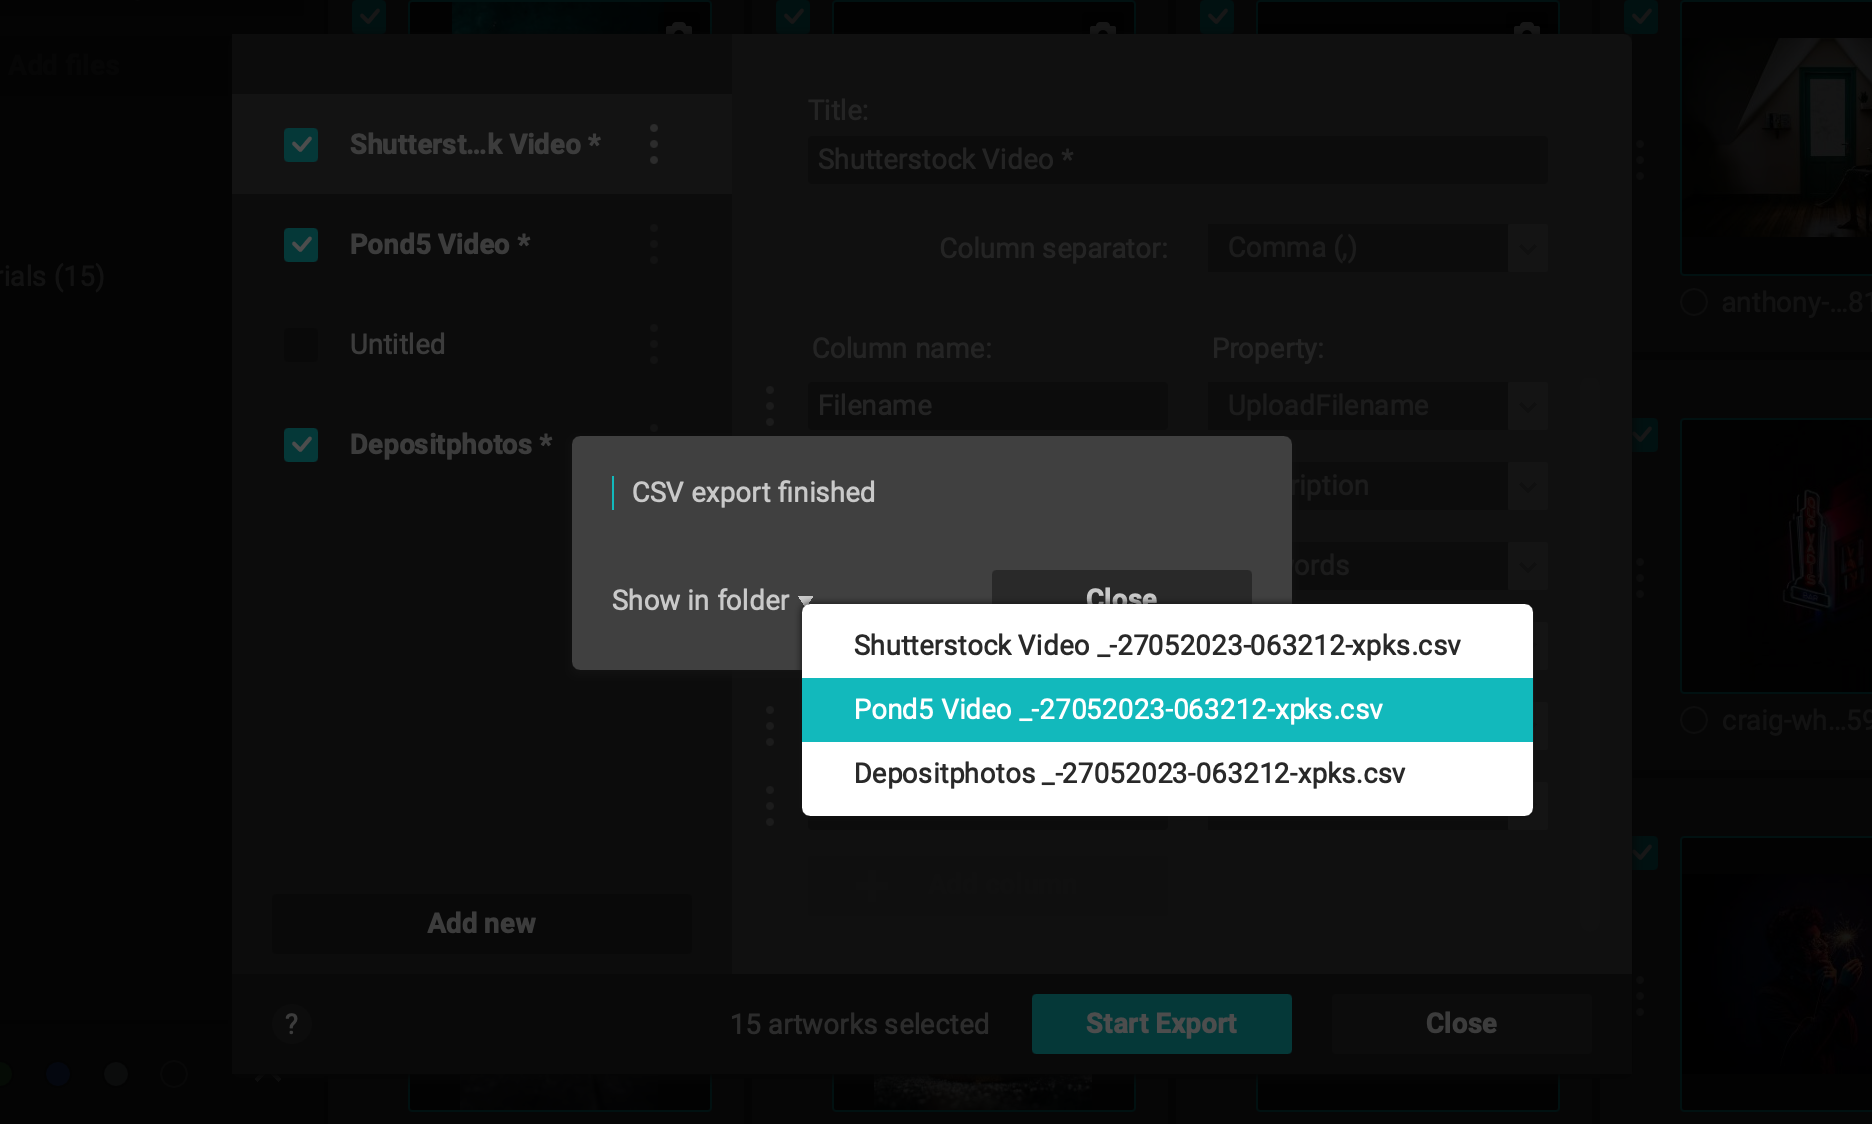 Add files
Shutterst...k Video *
Title:
Shutterstock Video *
Column separator:
Comma (,)
Pond5 Video *
rials (15)
anthony-...81
Untitled
Column name:
Property:
Filename
UploadFilename
Depositphotos *
CSV export finished
ription
ords
Show in folder
Close
Shutterstock Video _-27052023-063212-xpks.csv
Pond5 Video _-27052023-063212-xpks.csv
craig-wh...59
Depositphotos _-27052023-063212-xpks.csv
Add new
?
15 artworks selected
Start Export
Close